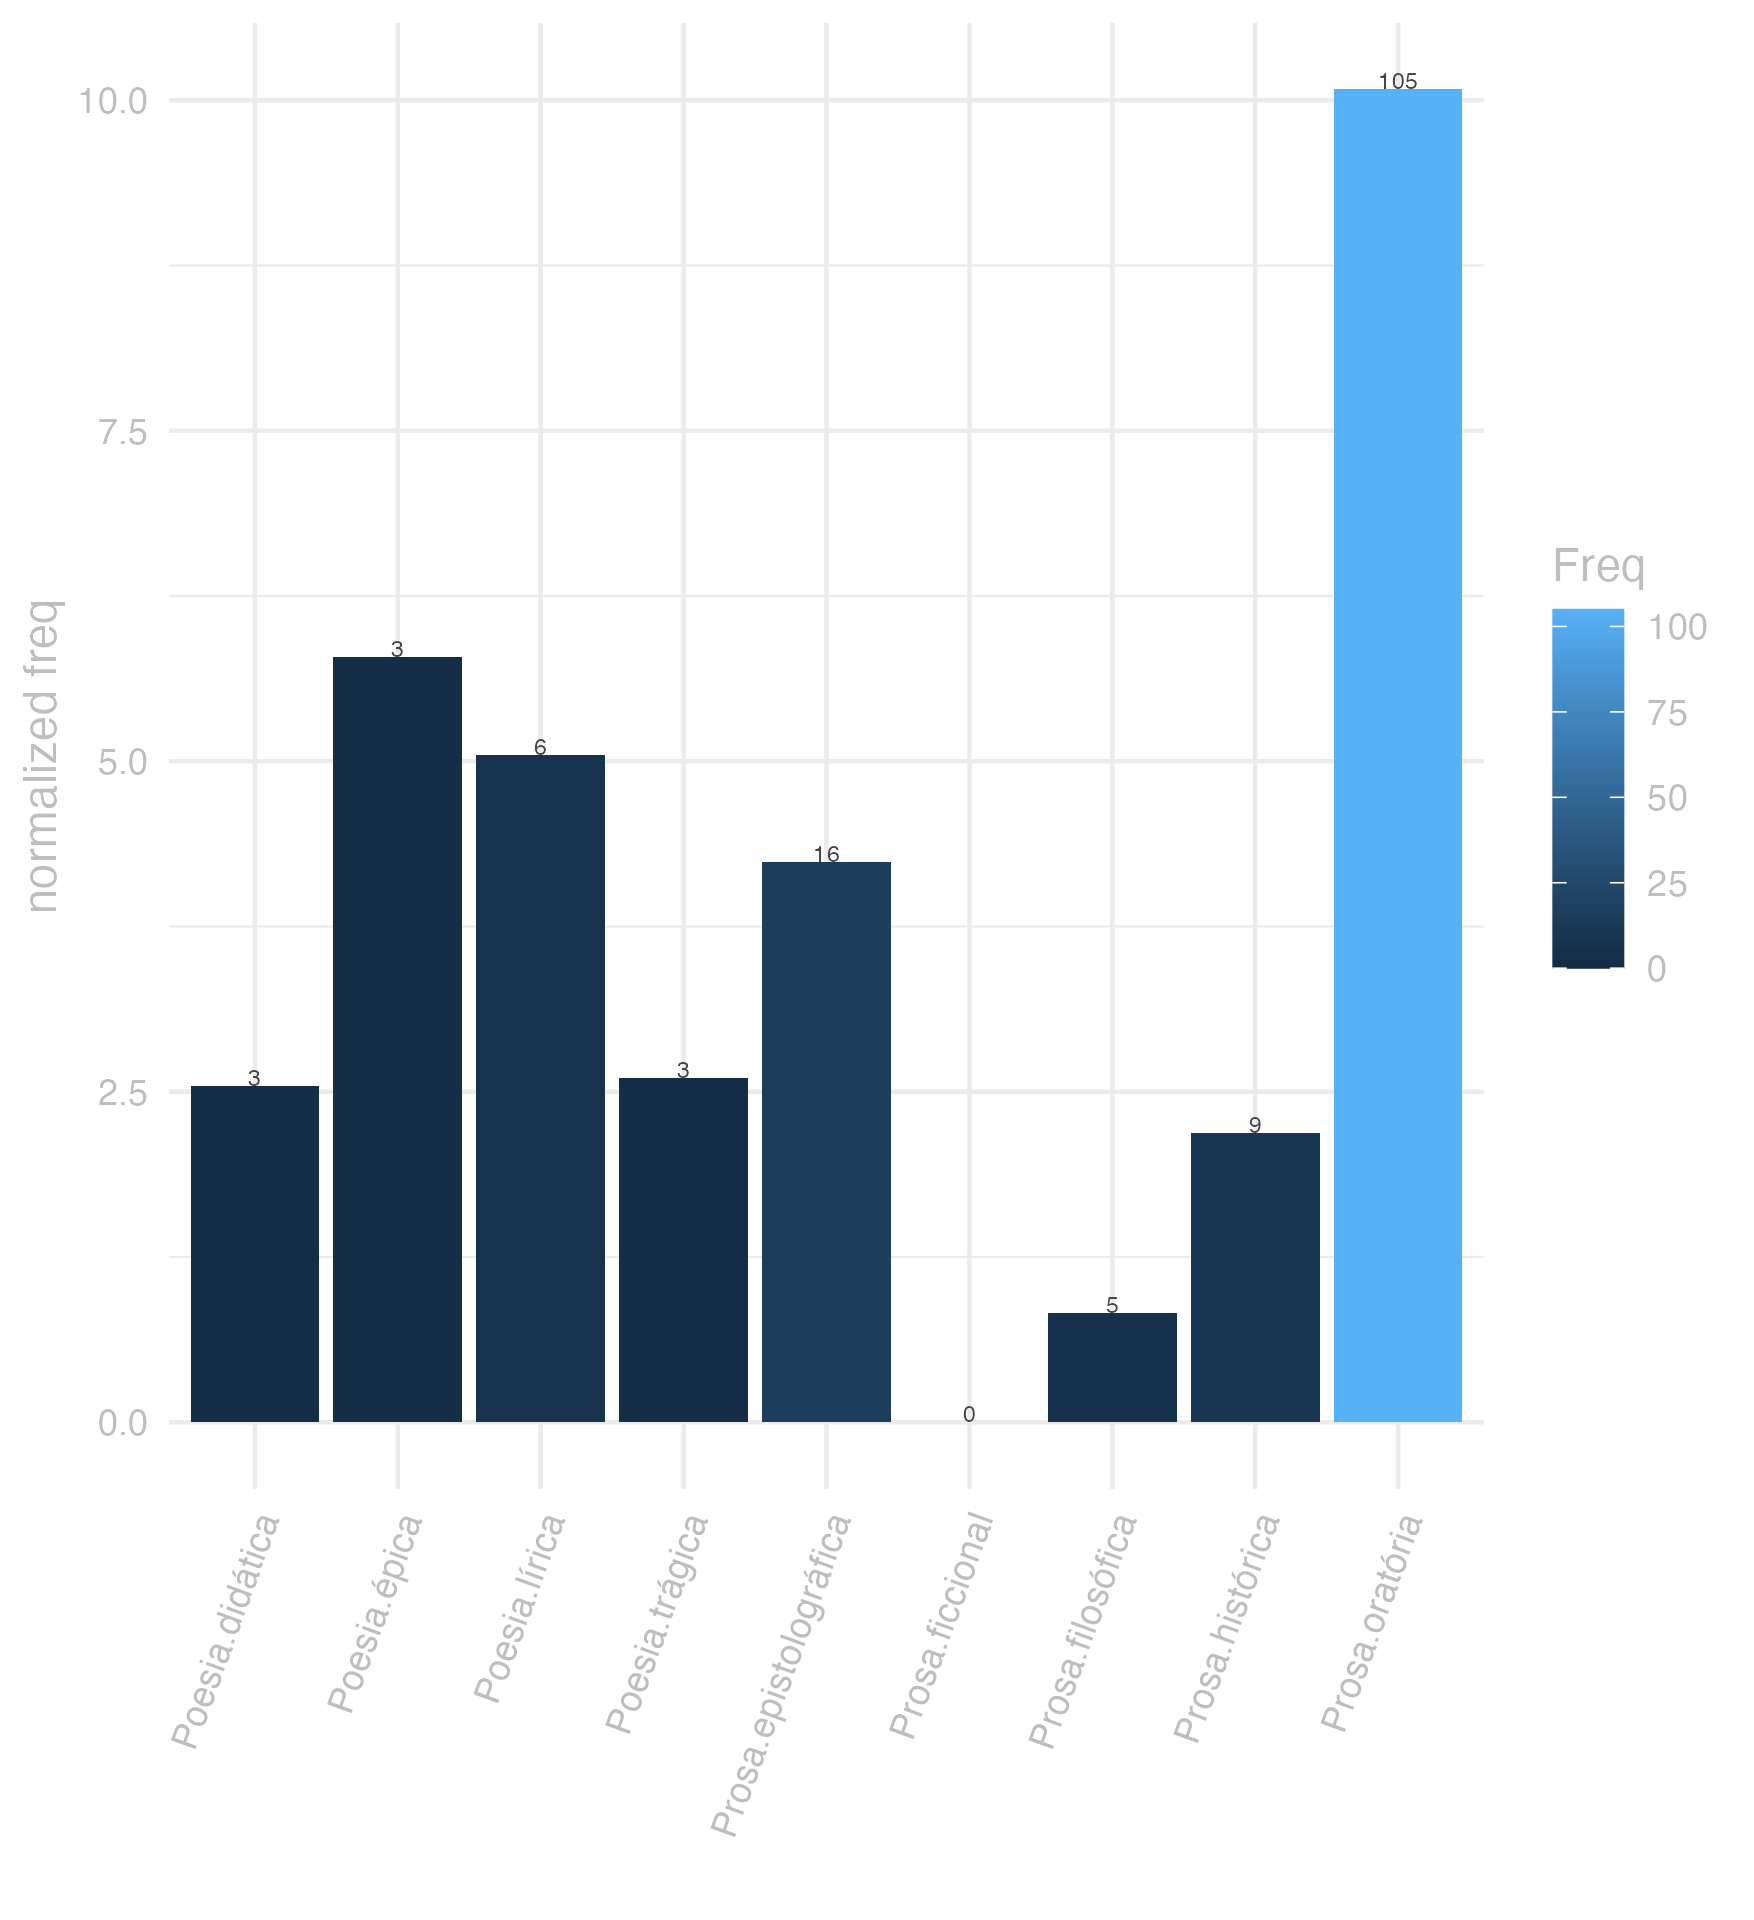 normalized freq
10.0
7.5
5.0
2.5
0.0
3
3
6
3
16
0
5
9
105
Poesia.didática
Poesia.épica
Poesia.lírica
Poesia.trágica
Prosa.epistolográfica
Prosa.ficcional
Prosa.filosófica
Prosa.histórica
Prosa.oratória
Freq
100
75
50
25
0